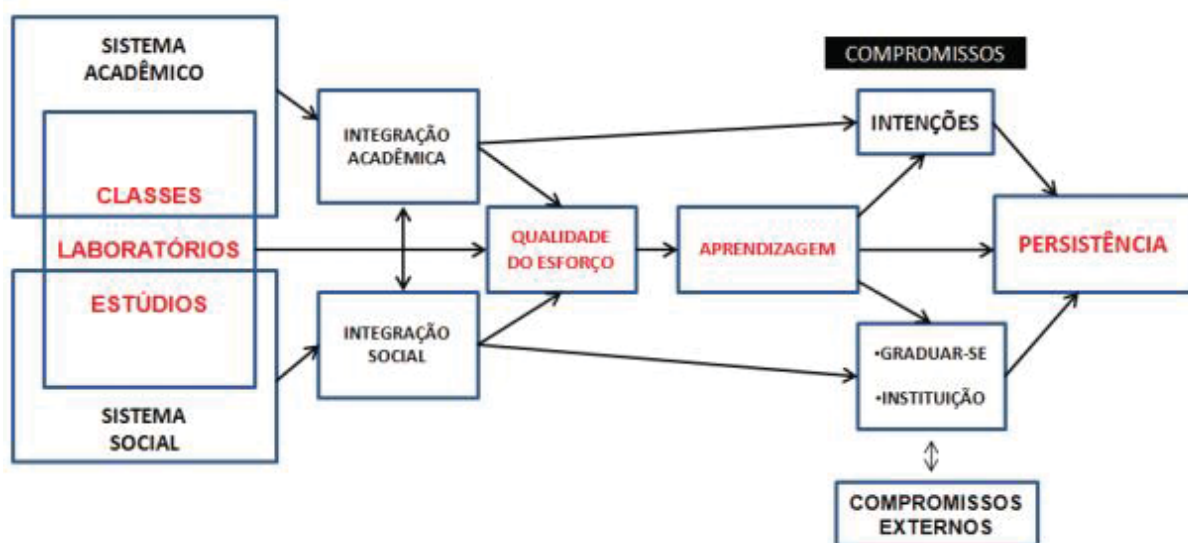 SISTEMA
ACADÊMICO
CLASSES
LABORATÓRIOS
ESTÚDIOS
SISTEMA
SOCIAL
INTEGRAÇÃO
ACADÊMICA
INTEGRAÇÃO
SOCIAL
QUALIDADE
DO ESFORÇO
APRENDIZAGEM
COMPROMISSOS
INTENÇÕES
•GRADUAR-SE
•INSTITUIÇÃO
COMPROMISSOS
EXTERNOS
PERSISTÊNCIA